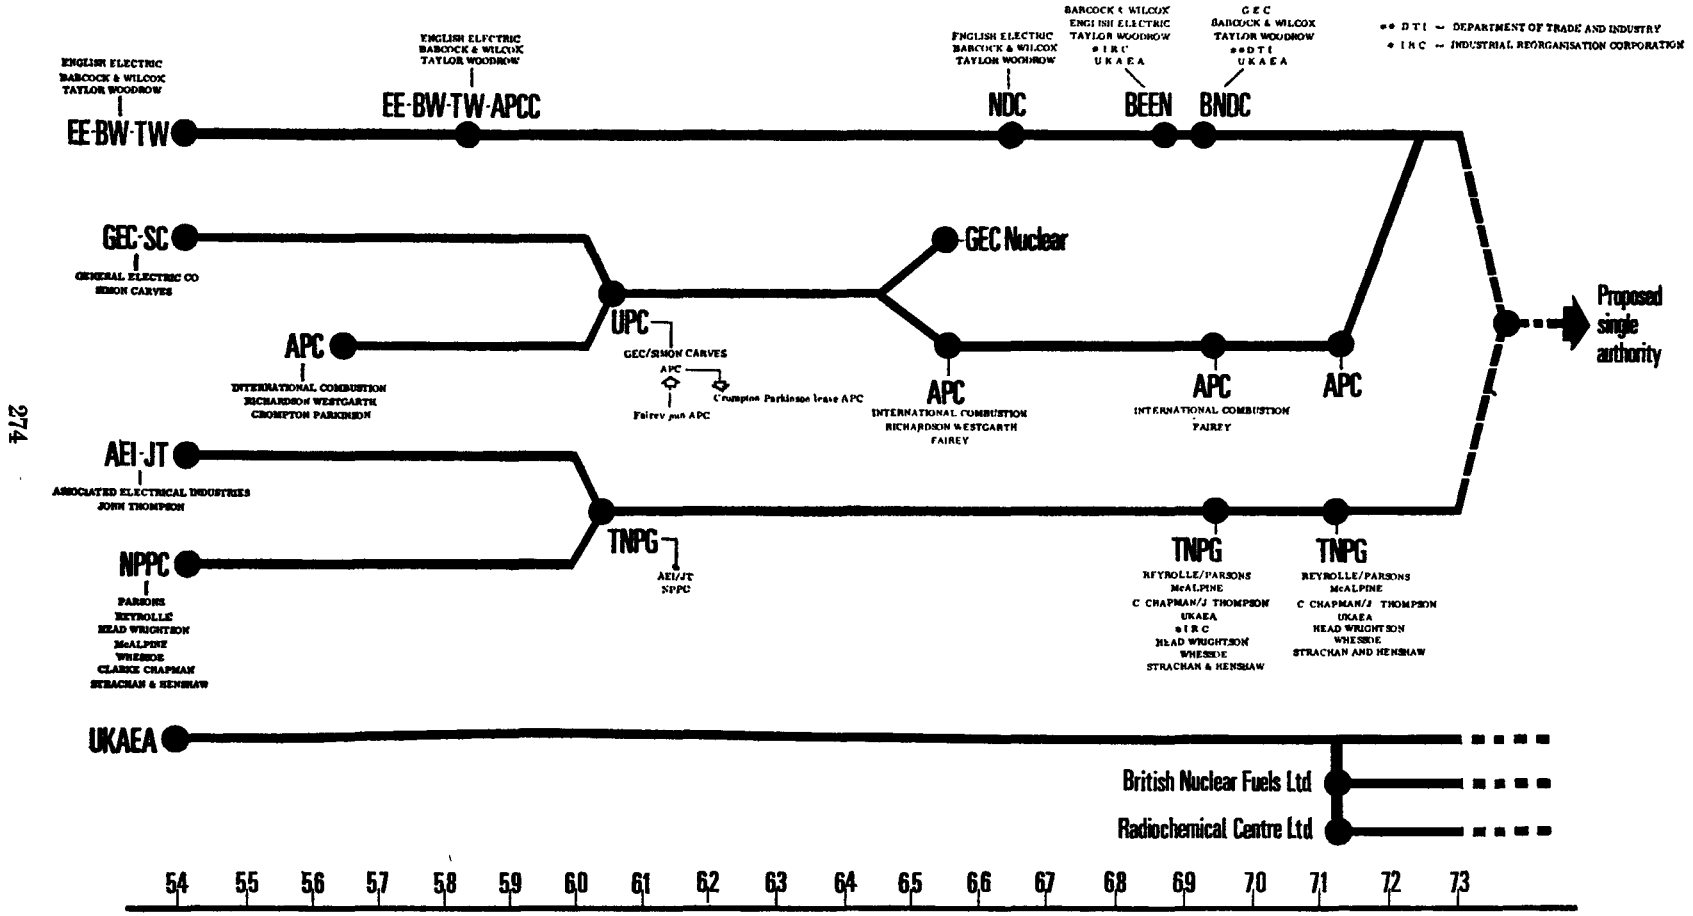 ENGLISH ELECTRIC
BABCOCK & WILCOX
TAYLOR WOODROW
EE-BW-TW
ENGLISH ELECTRIC
BABCOCK & WILCOX
TAYLOR WOODROW
EE-BW-TW-APCC
ENGLISH ELECTRIC
BABCOCK & WILCOX
TAYLOR WOODROW
NDC
BABCOCK & WILCOX
ENGLISH ELECTRIC
TAYLOR WOODROW
* I R C
U K A E A
BEEN
G E C
BABCOCK & WILCOX
TAYLOR WOODROW
** D T I
U K A E A
BNDC
** D T I - DEPARTMENT OF TRADE AND INDUSTRY
* I R C - INDUSTRIAL REORGANISATION CORPORATION
GEC-SC
GENERAL ELECTRIC CO
SIMON CARVES
GEC Nuclear
APC
INTERNATIONAL COMBUSTION
RICHARDSON WESTGARTH
CROMPTON PARKINSON
UPC
GEC/SIMON CARVES
APC
Crompton Parkinson leave APC
Fairey join APC
APC
INTERNATIONAL COMBUSTION
RICHARDSON WESTGARTH
FAIREY
APC
INTERNATIONAL COMBUSTION
FAIREY
APC
Proposed
single
authority
274
AEI-JT
ASSOCIATED ELECTRICAL INDUSTRIES
JOHN THOMPSON
NPPC
PARSONS
REYROLLE
HEAD WRIGHTSON
McALPINE
WHESSOE
CLARKE CHAPMAN
STRACHAN & HENSHAW
TNPG
AEI/JT
NPPC
TNPG
REYROLLE/PARSONS
McALPINE
C CHAPMAN/J THOMPSON
UKAEA
* I R C
HEAD WRIGHTSON
WHESSOE
STRACHAN & HENSHAW
TNPG
REYROLLE/PARSONS
McALPINE
C CHAPMAN/J THOMPSON
UKAEA
HEAD WRIGHTSON
WHESSOE
STRACHAN AND HENSHAW
UKAEA
British Nuclear Fuels Ltd
Radiochemical Centre Ltd
54 55 56 57 58 59 60 61 62 63 64 65 66 67 68 69 70 71 72 73